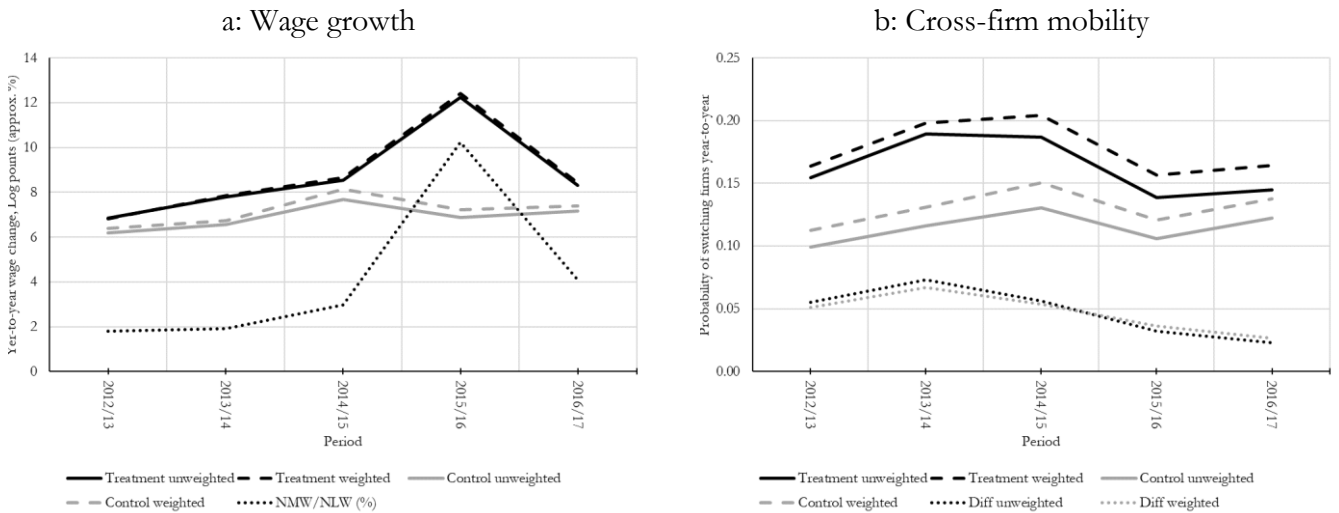 a: Wage growth
Yer-to-year wage change, Log points (approx. %)
14
12
10
8
6
4
2
0
2012/13
2013/14
2014/15
2015/16
2016/17
Period
Treatment unweighted Treatment weighted Control unweighted
Control weighted NMW/NLW (%)
b: Cross-firm mobility
Probability of switching firms year-to-year
0.25
0.20
0.15
0.10
0.05
0.00
2012/13
2013/14
2014/15
2015/16
2016/17
Period
Treatment unweighted Treatment weighted Control unweighted
Control weighted Diff unweighted Diff weighted